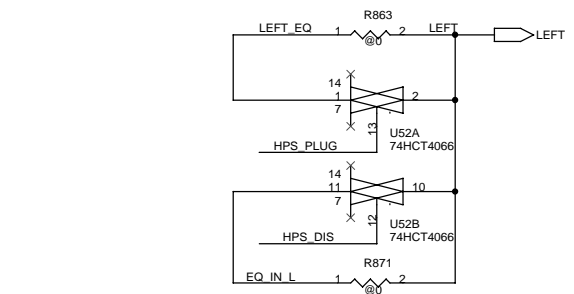 R863
LEFT_EQ 1 2 LEFT
@0 LEFT
14
1 2
7
13 U52A
HPS_PLUG 74HCT4066
14
11 10
7
12 U52B
HPS_DIS 74HCT4066
R871
EQ_IN_L 1 2
@0